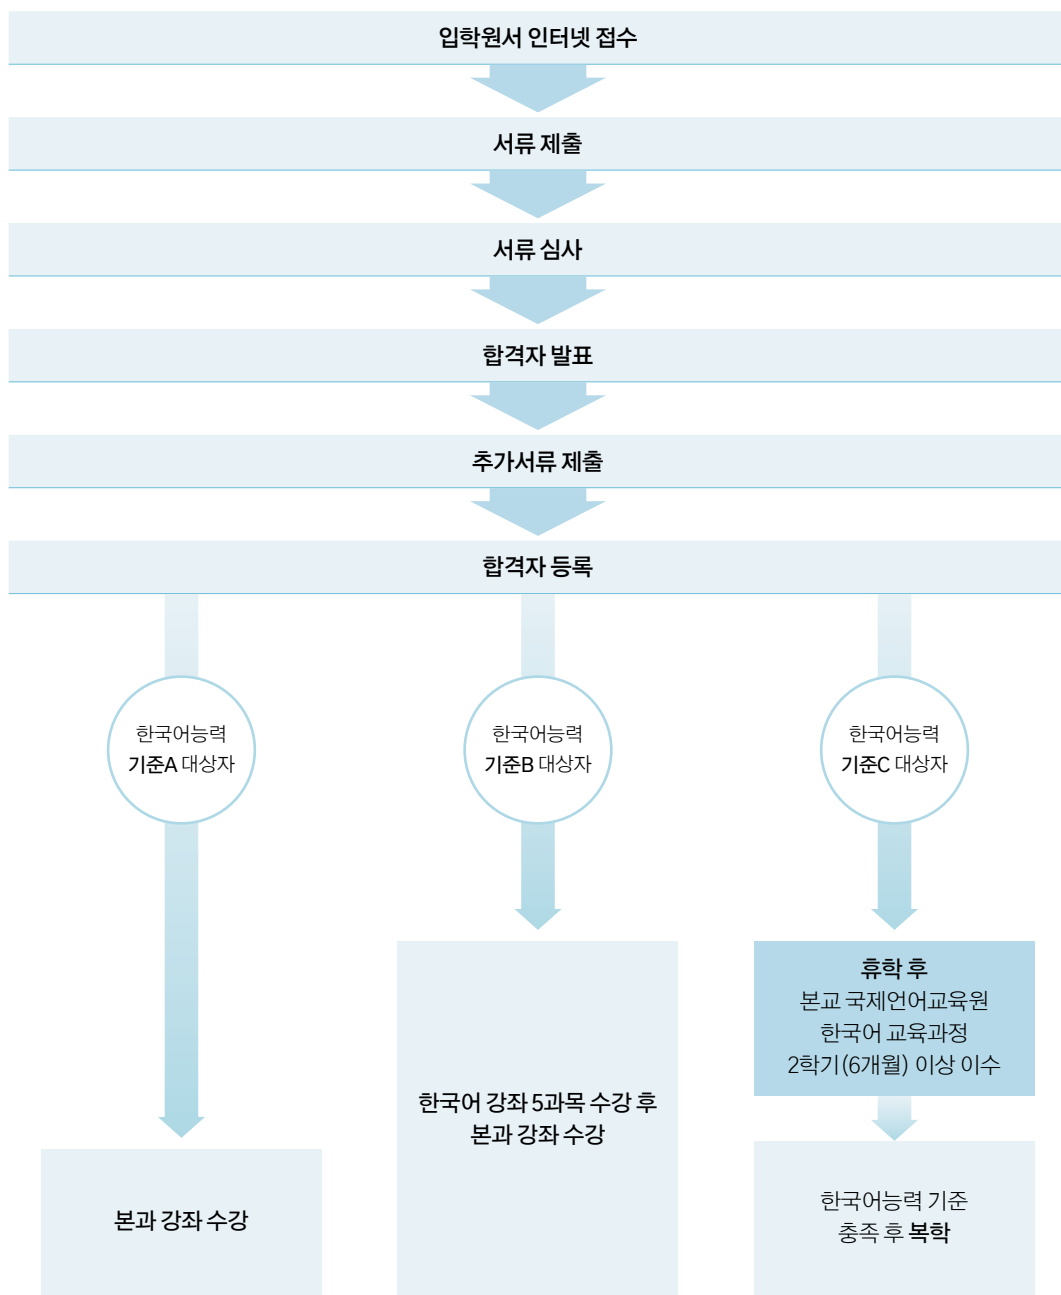 입학원서 인터넷 접수
서류 제출
서류 심사
합격자 발표
추가서류 제출
합격자 등록
한국어능력
기준A 대상자
한국어능력
기준B 대상자
한국어능력
기준C 대상자
본과 강좌 수강
한국어 강좌 5과목 수강 후
본과 강좌 수강
휴학 후
본교 국제언어교육원
한국어 교육과정
2학기(6개월) 이상 이수
한국어능력 기준
충족 후 복학